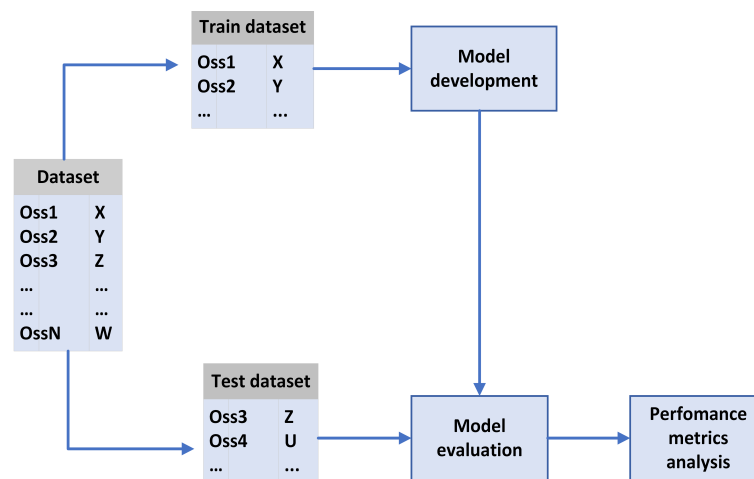 Train dataset
Oss1 X
Oss2 Y
... ...
Model
development
Dataset
Oss1 X
Oss2 Y
Oss3 Z
... ...
... ...
OssN W
Test dataset
Oss3 Z
Oss4 U
... ...
Model
evaluation
Perfomance
metrics
analysis